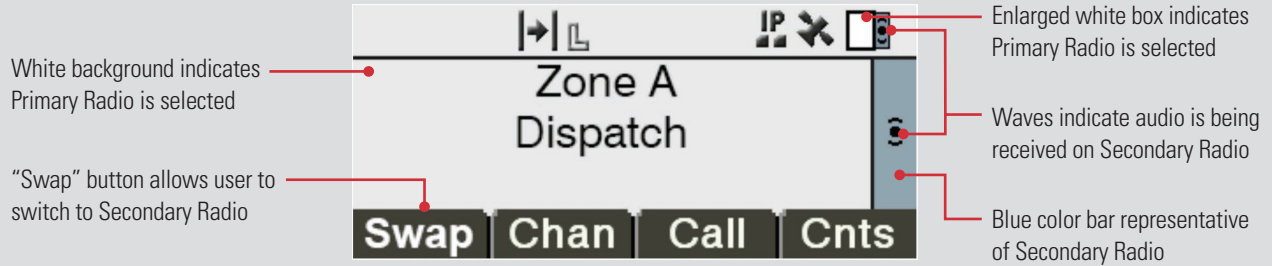 White background indicates
Primary Radio is selected
“Swap” button allows user to
switch to Secondary Radio
IP
Zone A
Dispatch
Swap
Chan
Call
Cnts
Enlarged white box indicates
Primary Radio is selected
Waves indicate audio is being
received on Secondary Radio
Blue color bar representative
of Secondary Radio